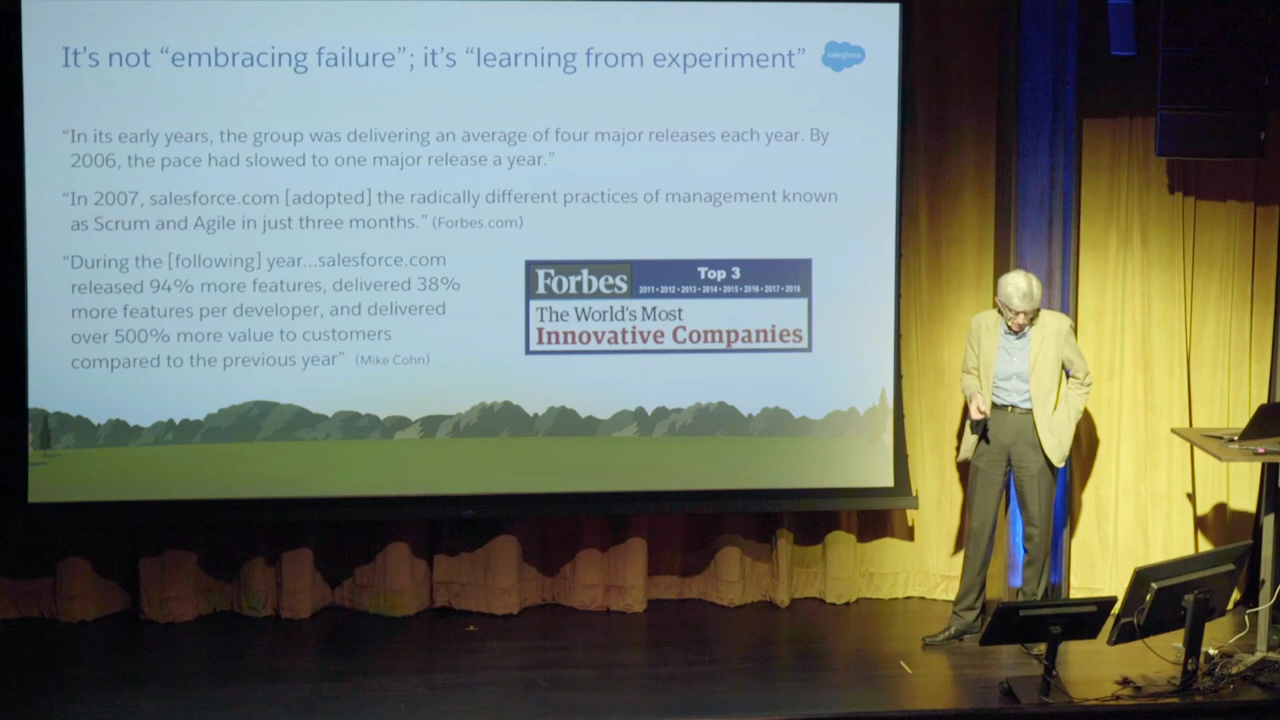 It's not “embracing failure”; it's “learning from experiment”
salesforce
“In its early years, the group was delivering an average of four major releases each year. By
2006, the pace had slowed to one major release a year.”
“In 2007, salesforce.com [adopted] the radically different practices of management known
as Scrum and Agile in just three months.” (Forbes.com)
“During the [following] year...salesforce.com
released 94% more features, delivered 38%
more features per developer, and delivered
over 500% more value to customers
compared to the previous year” (Mike Cohn)
Forbes
Top 3
2011 • 2012 • 2013 • 2014 • 2015 • 2016 • 2017 • 2018
The World's Most
Innovative Companies